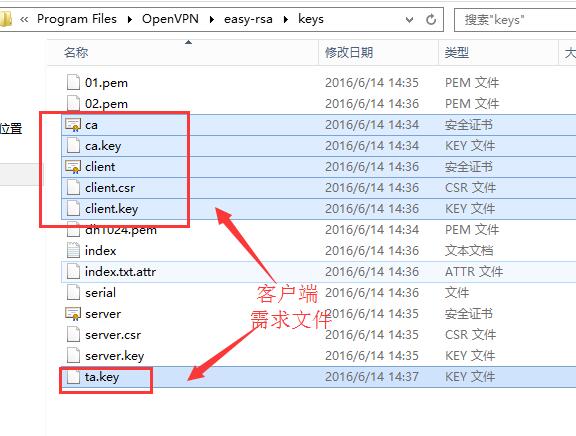 « Program Files > OpenVPN > easy-rsa > keys
搜索"keys"
名称 修改日期 类型 大
01.pem 2016/6/14 14:35 PEM 文件
02.pem 2016/6/14 14:36 PEM 文件
位置
ca 2016/6/14 14:34 安全证书
ca.key 2016/6/14 14:34 KEY 文件
client 2016/6/14 14:36 安全证书
client.csr 2016/6/14 14:36 CSR 文件
client.key 2016/6/14 14:36 KEY 文件
dh1024.pem 2016/6/14 14:34 PEM 文件
index 2016/6/14 14:36 文本文档
index.txt.attr 2016/6/14 14:36 ATTR 文件
serial 2016/6/14 14:36 文件
server 2016/6/14 14:35 安全证书
server.csr 2016/6/14 14:35 CSR 文件
server.key 2016/6/14 14:35 KEY 文件
ta.key 2016/6/14 14:37 KEY 文件
客户端
需求文件